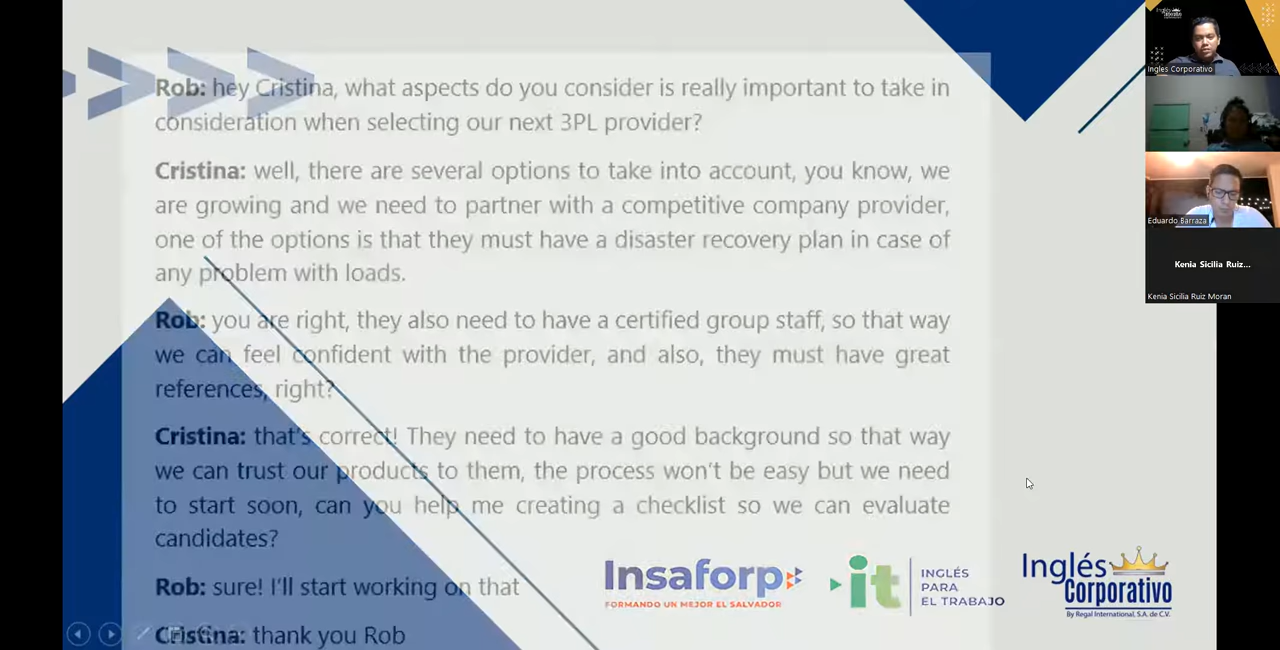 Rob: hey Cristina, what aspects do you consider is really important to take in
consideration when selecting our next 3PL provider?
Cristina: well, there are several options to take into account, you know, we
are growing and we need to partner with a competitive company provider,
one of the options is that they must have a disaster recovery plan in case of
any problem with loads.
Rob: you are right, they also need to have a certified group staff, so that way
we can feel confident with the provider, and also, they must have great
references, right?
Cristina: that's correct! They need to have a good background so that way
we can trust our products to them, the process won't be easy but we need
to start soon, can you help me creating a checklist so we can evaluate
candidates?
Rob: sure! I'll start working on that
Cristina: thank you Rob
Insaforp
FORMANDO UN MEJOR EL SALVADOR
it
INGLÉS
PARA
EL TRABAJO
Inglés
Corporativo
By Regal International, S.A. de C.V.
Inglés
Corporativo
Ingles Corporativo
Eduardo Barraza
Kenia Sicilia Ruiz...
Kenia Sicilia Ruiz Moran